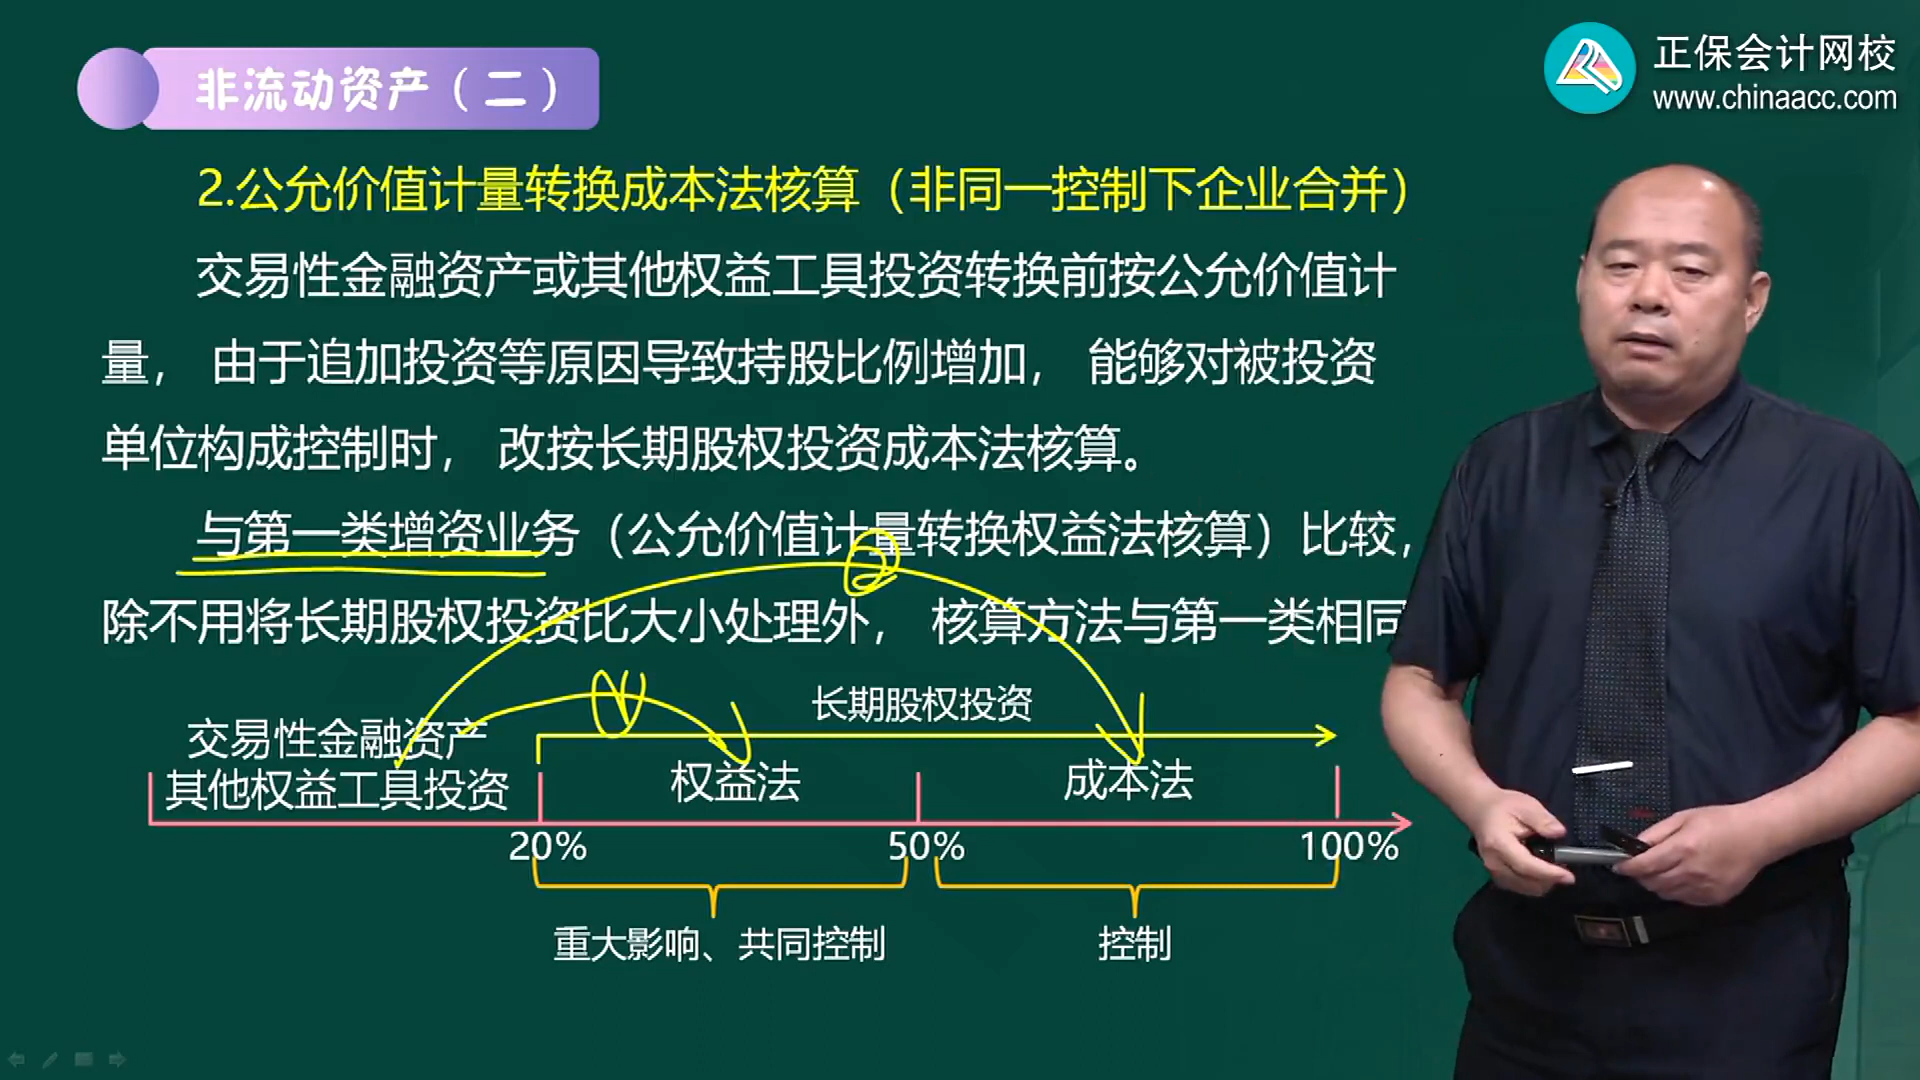 非流动资产（二）
正保会计网校
www.chinaacc.com
2.公允价值计量转换成本法核算（非同一控制下企业合并）
交易性金融资产或其他权益工具投资转换前按公允价值计
量， 由于追加投资等原因导致持股比例增加， 能够对被投资
单位构成控制时， 改按长期股权投资成本法核算。
与第一类增资业务（公允价值计量转换权益法核算）比较，
除不用将长期股权投资比大小处理外， 核算方法与第一类相同
长期股权投资
交易性金融资产
其他权益工具投资
权益法
成本法
20%
50%
100%
重大影响、共同控制
控制